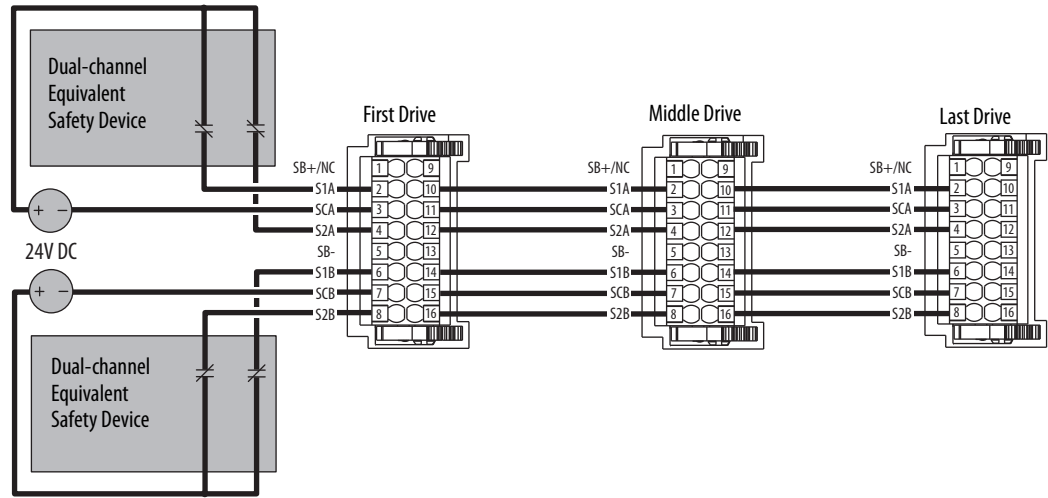 Dual-channel
Equivalent
Safety Device
+ −
24V DC
+ −
Dual-channel
Equivalent
Safety Device
First Drive
SB+/NC 1 9
S1A 2 10
SCA 3 11
S2A 4 12
SB- 5 13
S1B 6 14
SCB 7 15
S2B 8 16
Middle Drive
SB+/NC 1 9
S1A 2 10
SCA 3 11
S2A 4 12
SB- 5 13
S1B 6 14
SCB 7 15
S2B 8 16
Last Drive
SB+/NC 1 9
S1A 2 10
SCA 3 11
S2A 4 12
SB- 5 13
S1B 6 14
SCB 7 15
S2B 8 16